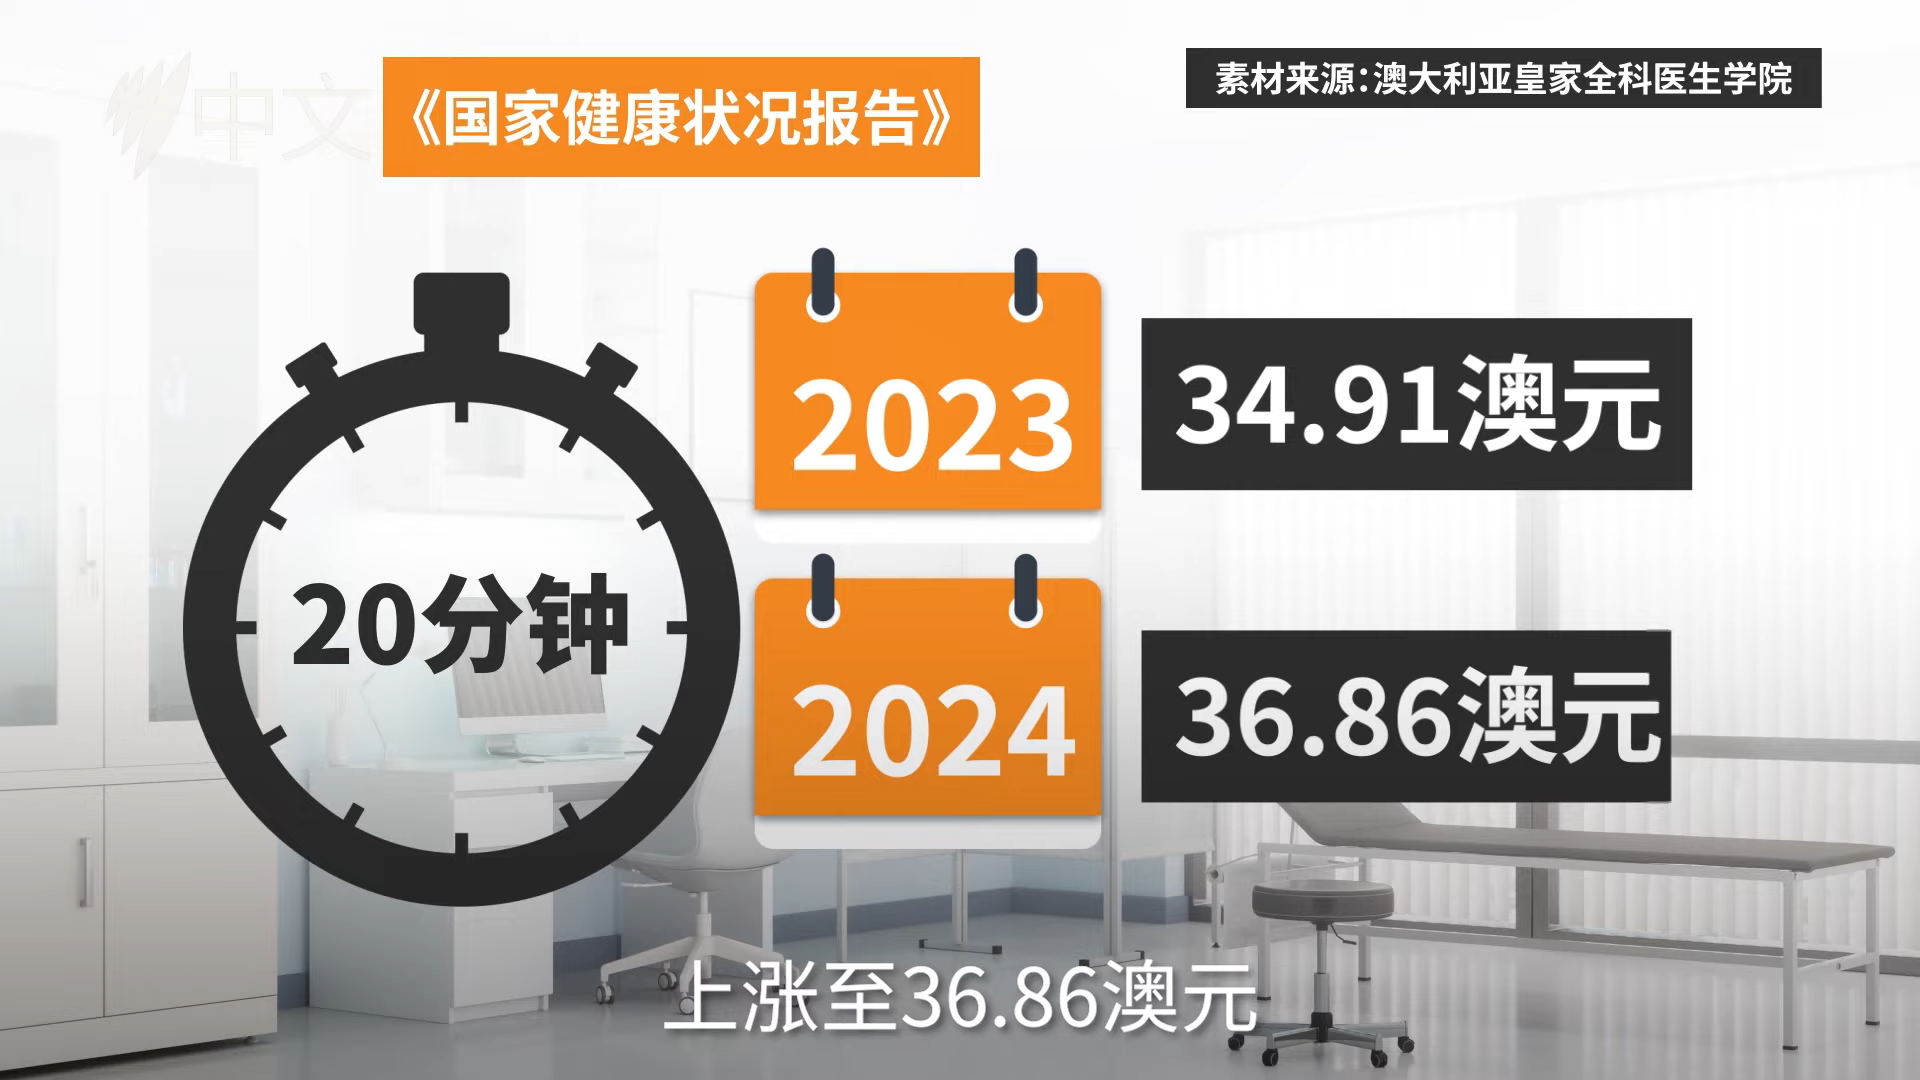 中文
《国家健康状况报告》
素材来源:澳大利亚皇家全科医生学院
20分钟
2023
34.91澳元
2024
36.86澳元
上涨至36.86澳元